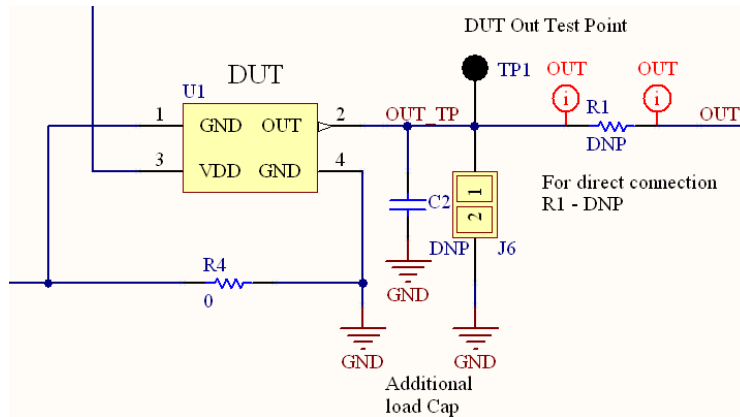 DUT Out Test Point
TP1
OUT
OUT
i
i
DUT
U1
R1
1
GND
OUT
2
OUT_TP
OUT
DNP
3
VDD
GND
4
For direct connection
R1 - DNP
1
2
C2
DNP
J6
R4
0
GND
GND
GND
Additional
load Cap